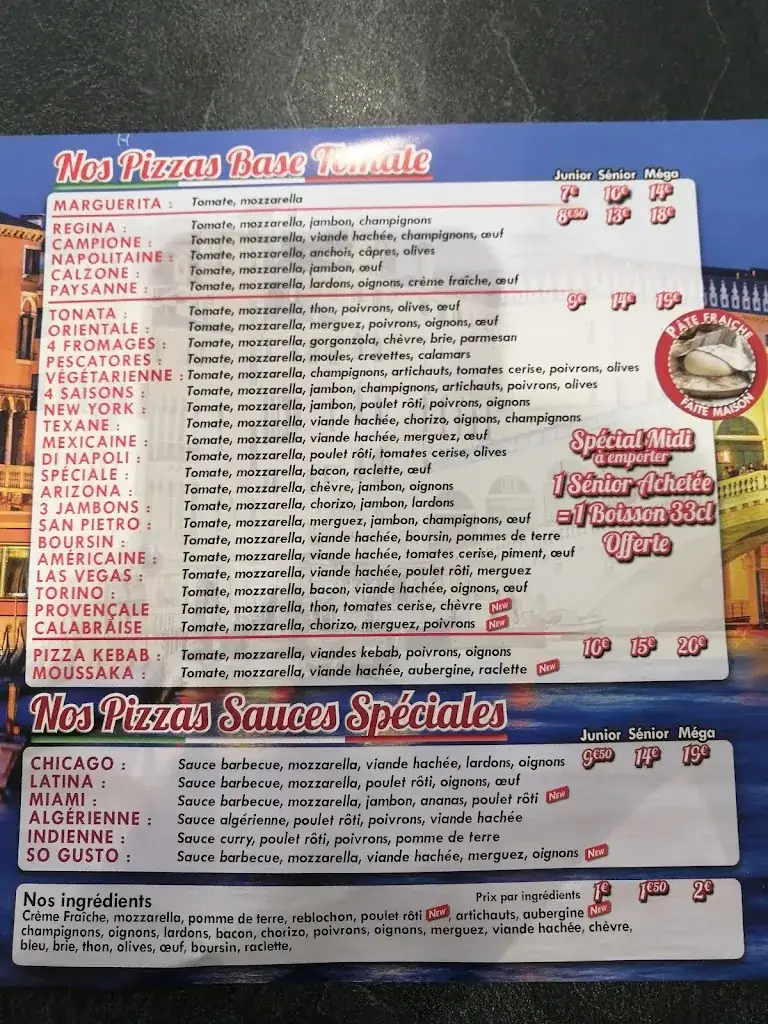 Nos Pizzas Base Tomate
Junior Sénior Méga
MARGUERITA : Tomate, mozzarella 7€ 10€ 14€
REGINA : Tomate, mozzarella, jambon, champignons 8€50 13€ 18€
CAMPIONE : Tomate, mozzarella, viande hachée, champignons, œuf
NAPOLITAINE : Tomate, mozzarella, anchois, câpres, olives
CALZONE : Tomate, mozzarella, jambon, œuf
PAYSANNE : Tomate, mozzarella, lardons, oignons, crème fraîche, œuf
9€ 14€ 19€
TONATA : Tomate, mozzarella, thon, poivrons, olives, œuf
ORIENTALE : Tomate, mozzarella, merguez, poivrons, oignons, œuf
4 FROMAGES : Tomate, mozzarella, gorgonzola, chèvre, brie, parmesan
PESCATORES : Tomate, mozzarella, moules, crevettes, calamars
VÉGÉTARIENNE : Tomate, mozzarella, champignons, artichauts, tomates cerise, poivrons, olives
4 SAISONS : Tomate, mozzarella, jambon, champignons, artichauts, poivrons, olives
NEW YORK : Tomate, mozzarella, jambon, poulet rôti, poivrons, oignons
TEXANE : Tomate, mozzarella, viande hachée, chorizo, oignons, champignons
MEXICAINE : Tomate, mozzarella, viande hachée, merguez, œuf
DI NAPOLI : Tomate, mozzarella, poulet rôti, tomates cerise, olives
SPÉCIALE : Tomate, mozzarella, bacon, raclette, œuf
ARIZONA : Tomate, mozzarella, chèvre, jambon, oignons
3 JAMBONS : Tomate, mozzarella, chorizo, jambon, lardons
SAN PIETRO : Tomate, mozzarella, merguez, jambon, champignons, œuf
BOURSIN : Tomate, mozzarella, viande hachée, boursin, pommes de terre
AMÉRICAINE : Tomate, mozzarella, viande hachée, tomates cerise, piment, œuf
LAS VEGAS : Tomate, mozzarella, viande hachée, poulet rôti, merguez
TORINO : Tomate, mozzarella, bacon, viande hachée, oignons, œuf
PROVENÇALE Tomate, mozzarella, thon, tomates cerise, chèvre NEW
CALABRAISE Tomate, mozzarella, chorizo, merguez, poivrons NEW
PIZZA KEBAB : Tomate, mozzarella, viandes kebab, poivrons, oignons 10€ 15€ 20€
MOUSSAKA : Tomate, mozzarella, viande hachée, aubergine, raclette NEW
PÂTE FRAICHE
FAITE MAISON
Spécial Midi
à emporter
1 Sénior Achetée
= 1 Boisson 33cl
Offerte
Nos Pizzas Sauces Spéciales
Junior Sénior Méga
CHICAGO : Sauce barbecue, mozzarella, viande hachée, lardons, oignons 9€50 14€ 19€
LATINA : Sauce barbecue, mozzarella, poulet rôti, oignons, œuf
MIAMI : Sauce barbecue, mozzarella, jambon, ananas, poulet rôti NEW
ALGÉRIENNE : Sauce algérienne, poulet rôti, poivrons, viande hachée
INDIENNE : Sauce curry, poulet rôti, poivrons, pomme de terre
SO GUSTO : Sauce barbecue, mozzarella, viande hachée, merguez, oignons NEW
Nos ingrédients Prix par ingrédients 1€ 1€50 2€
Crème Fraîche, mozzarella, pomme de terre, reblochon, poulet rôti NEW, artichauts, aubergine NEW
champignons, oignons, lardons, bacon, chorizo, poivrons, oignons, merguez, viande hachée, chèvre,
bleu, brie, thon, olives, œuf, boursin, raclette,